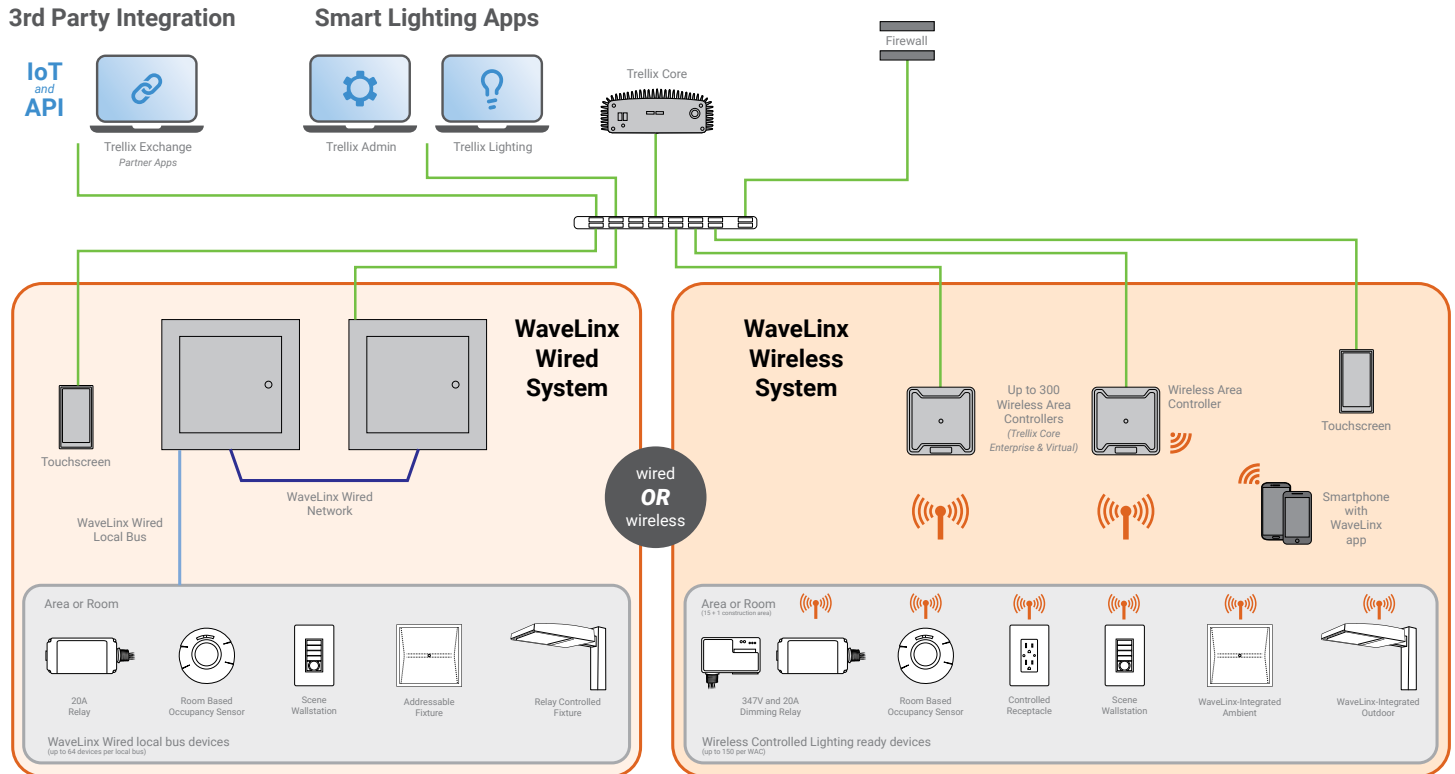 3rd Party Integration
Smart Lighting Apps
IoT
and
API
Trellix Exchange
Partner Apps
Trellix Admin
Trellix Lighting
Trellix Core
Firewall
WaveLinx
Wired
System
Touchscreen
WaveLinx Wired
Network
WaveLinx Wired
Local Bus
wired
OR
wireless
WaveLinx
Wireless
System
Up to 300
Wireless Area
Controllers
(Trellix Core
Enterprise & Virtual)
Wireless Area
Controller
Touchscreen
Smartphone
with
WaveLinx
app
Area or Room
20A
Relay
Room Based
Occupancy Sensor
Scene
Wallstation
Addressable
Fixture
Relay Controlled
Fixture
WaveLinx Wired local bus devices
(up to 64 devices per local bus)
Area or Room
(15 + 1 construction area)
347V and 20A
Dimming Relay
Room Based
Occupancy Sensor
Controlled
Receptacle
Scene
Wallstation
WaveLinx-Integrated
Ambient
WaveLinx-Integrated
Outdoor
Wireless Controlled Lighting ready devices
(up to 150 per WAC)